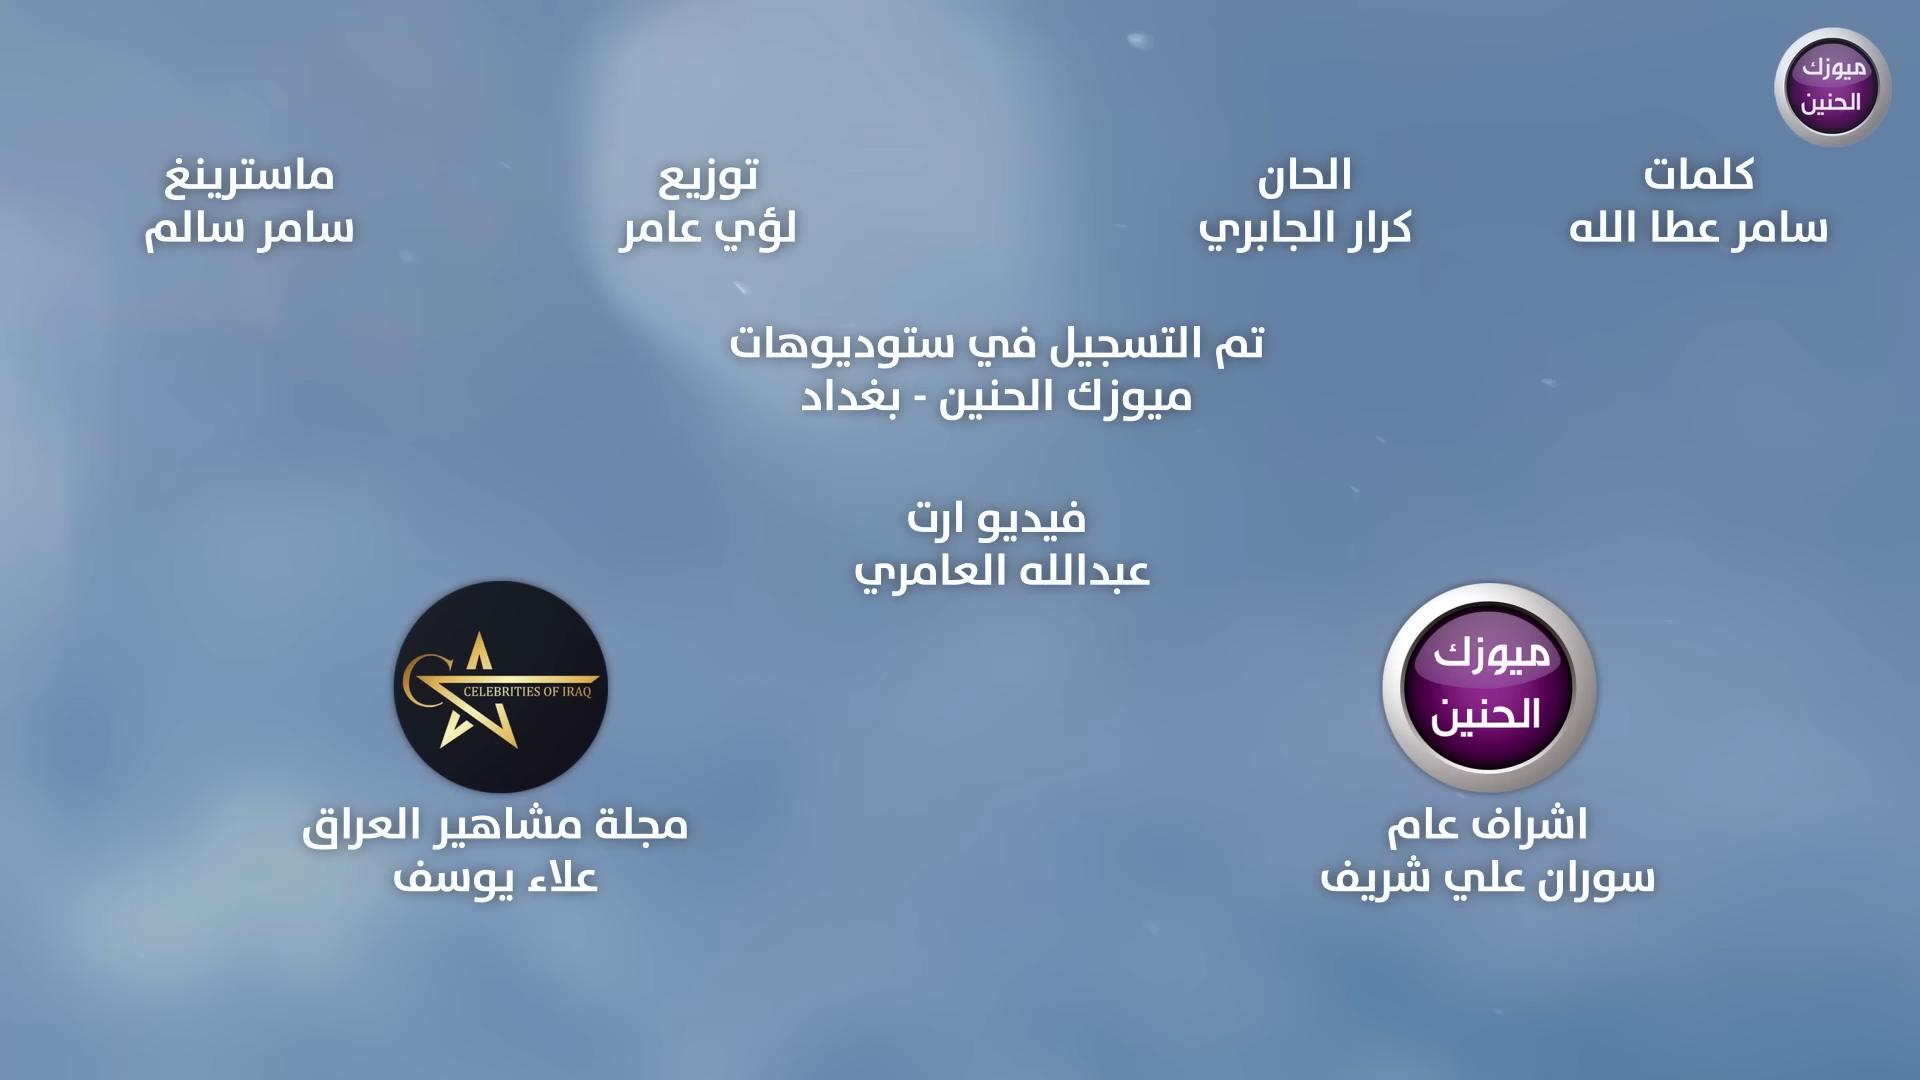 ميوزك
الحنين
كلمات
سامر عطا الله
الحان
كرار الجابري
توزيع
لؤي عامر
ماسترينغ
سامر سالم
تم التسجيل في ستوديوهات
ميوزك الحنين - بغداد
فيديو ارت
عبدالله العامري
ميوزك
الحنين
اشراف عام
سوران علي شريف
CELEBRITIES OF IRAQ
مجلة مشاهير العراق
علاء يوسف